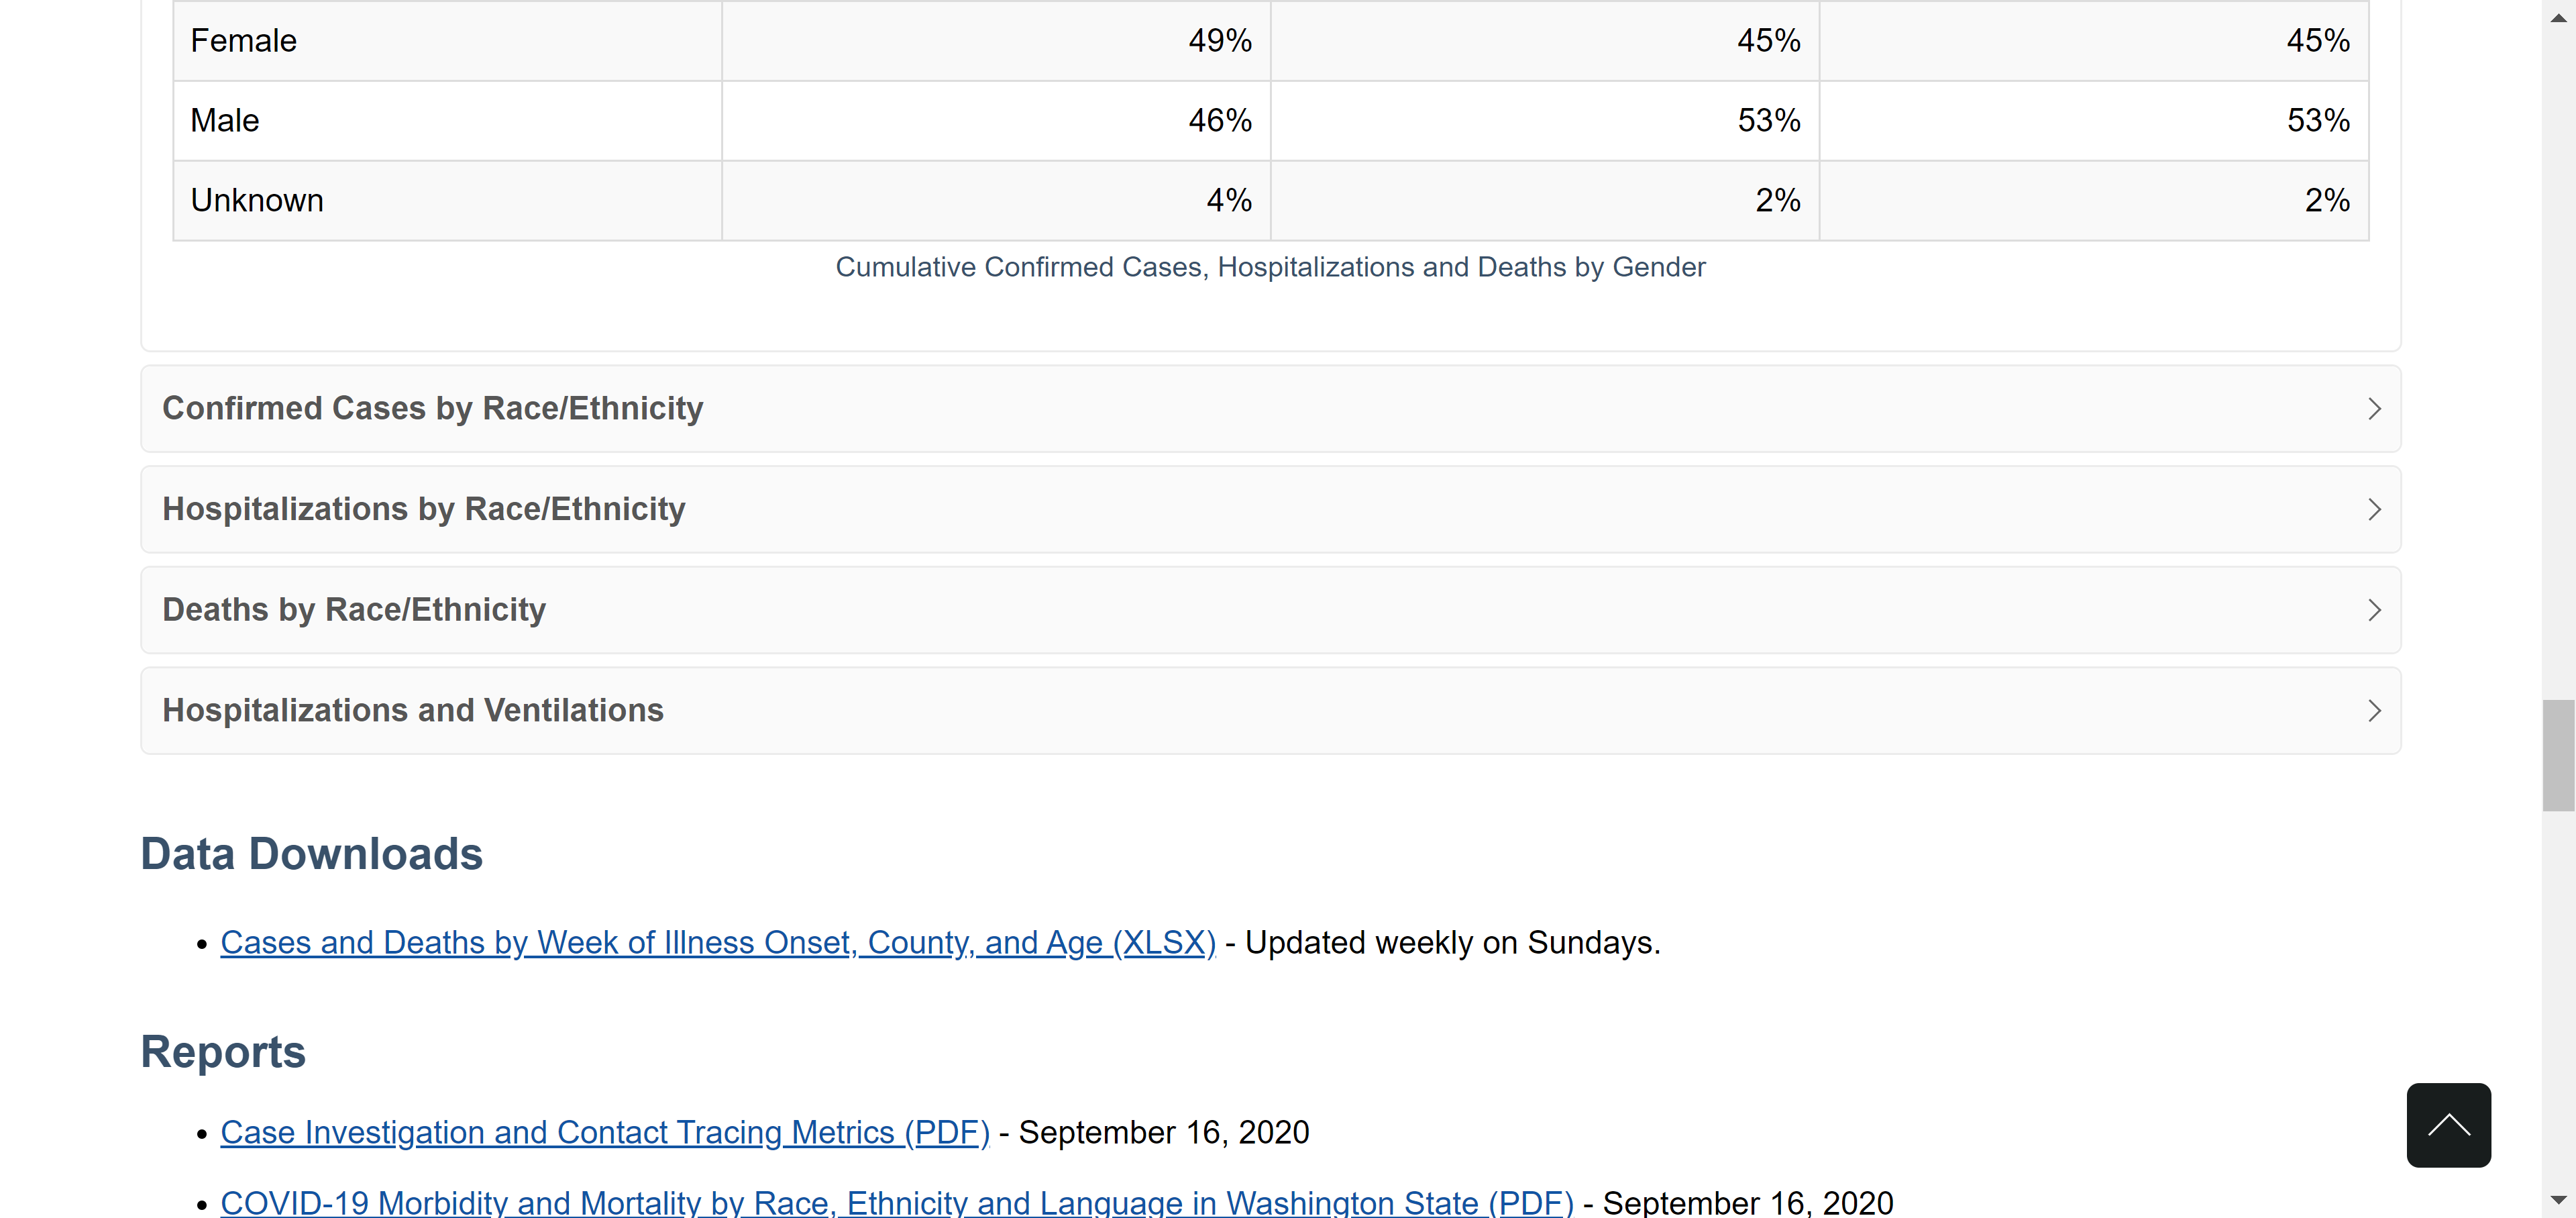 Female 49% 45% 45%
Male 46% 53% 53%
Unknown 4% 2% 2%
Cumulative Confirmed Cases, Hospitalizations and Deaths by Gender
Confirmed Cases by Race/Ethnicity
Hospitalizations by Race/Ethnicity
Deaths by Race/Ethnicity
Hospitalizations and Ventilations
Data Downloads
• Cases and Deaths by Week of Illness Onset, County, and Age (XLSX) - Updated weekly on Sundays.
Reports
• Case Investigation and Contact Tracing Metrics (PDF) - September 16, 2020
• COVID-19 Morbidity and Mortality by Race, Ethnicity and Language in Washington State (PDF) - September 16, 2020